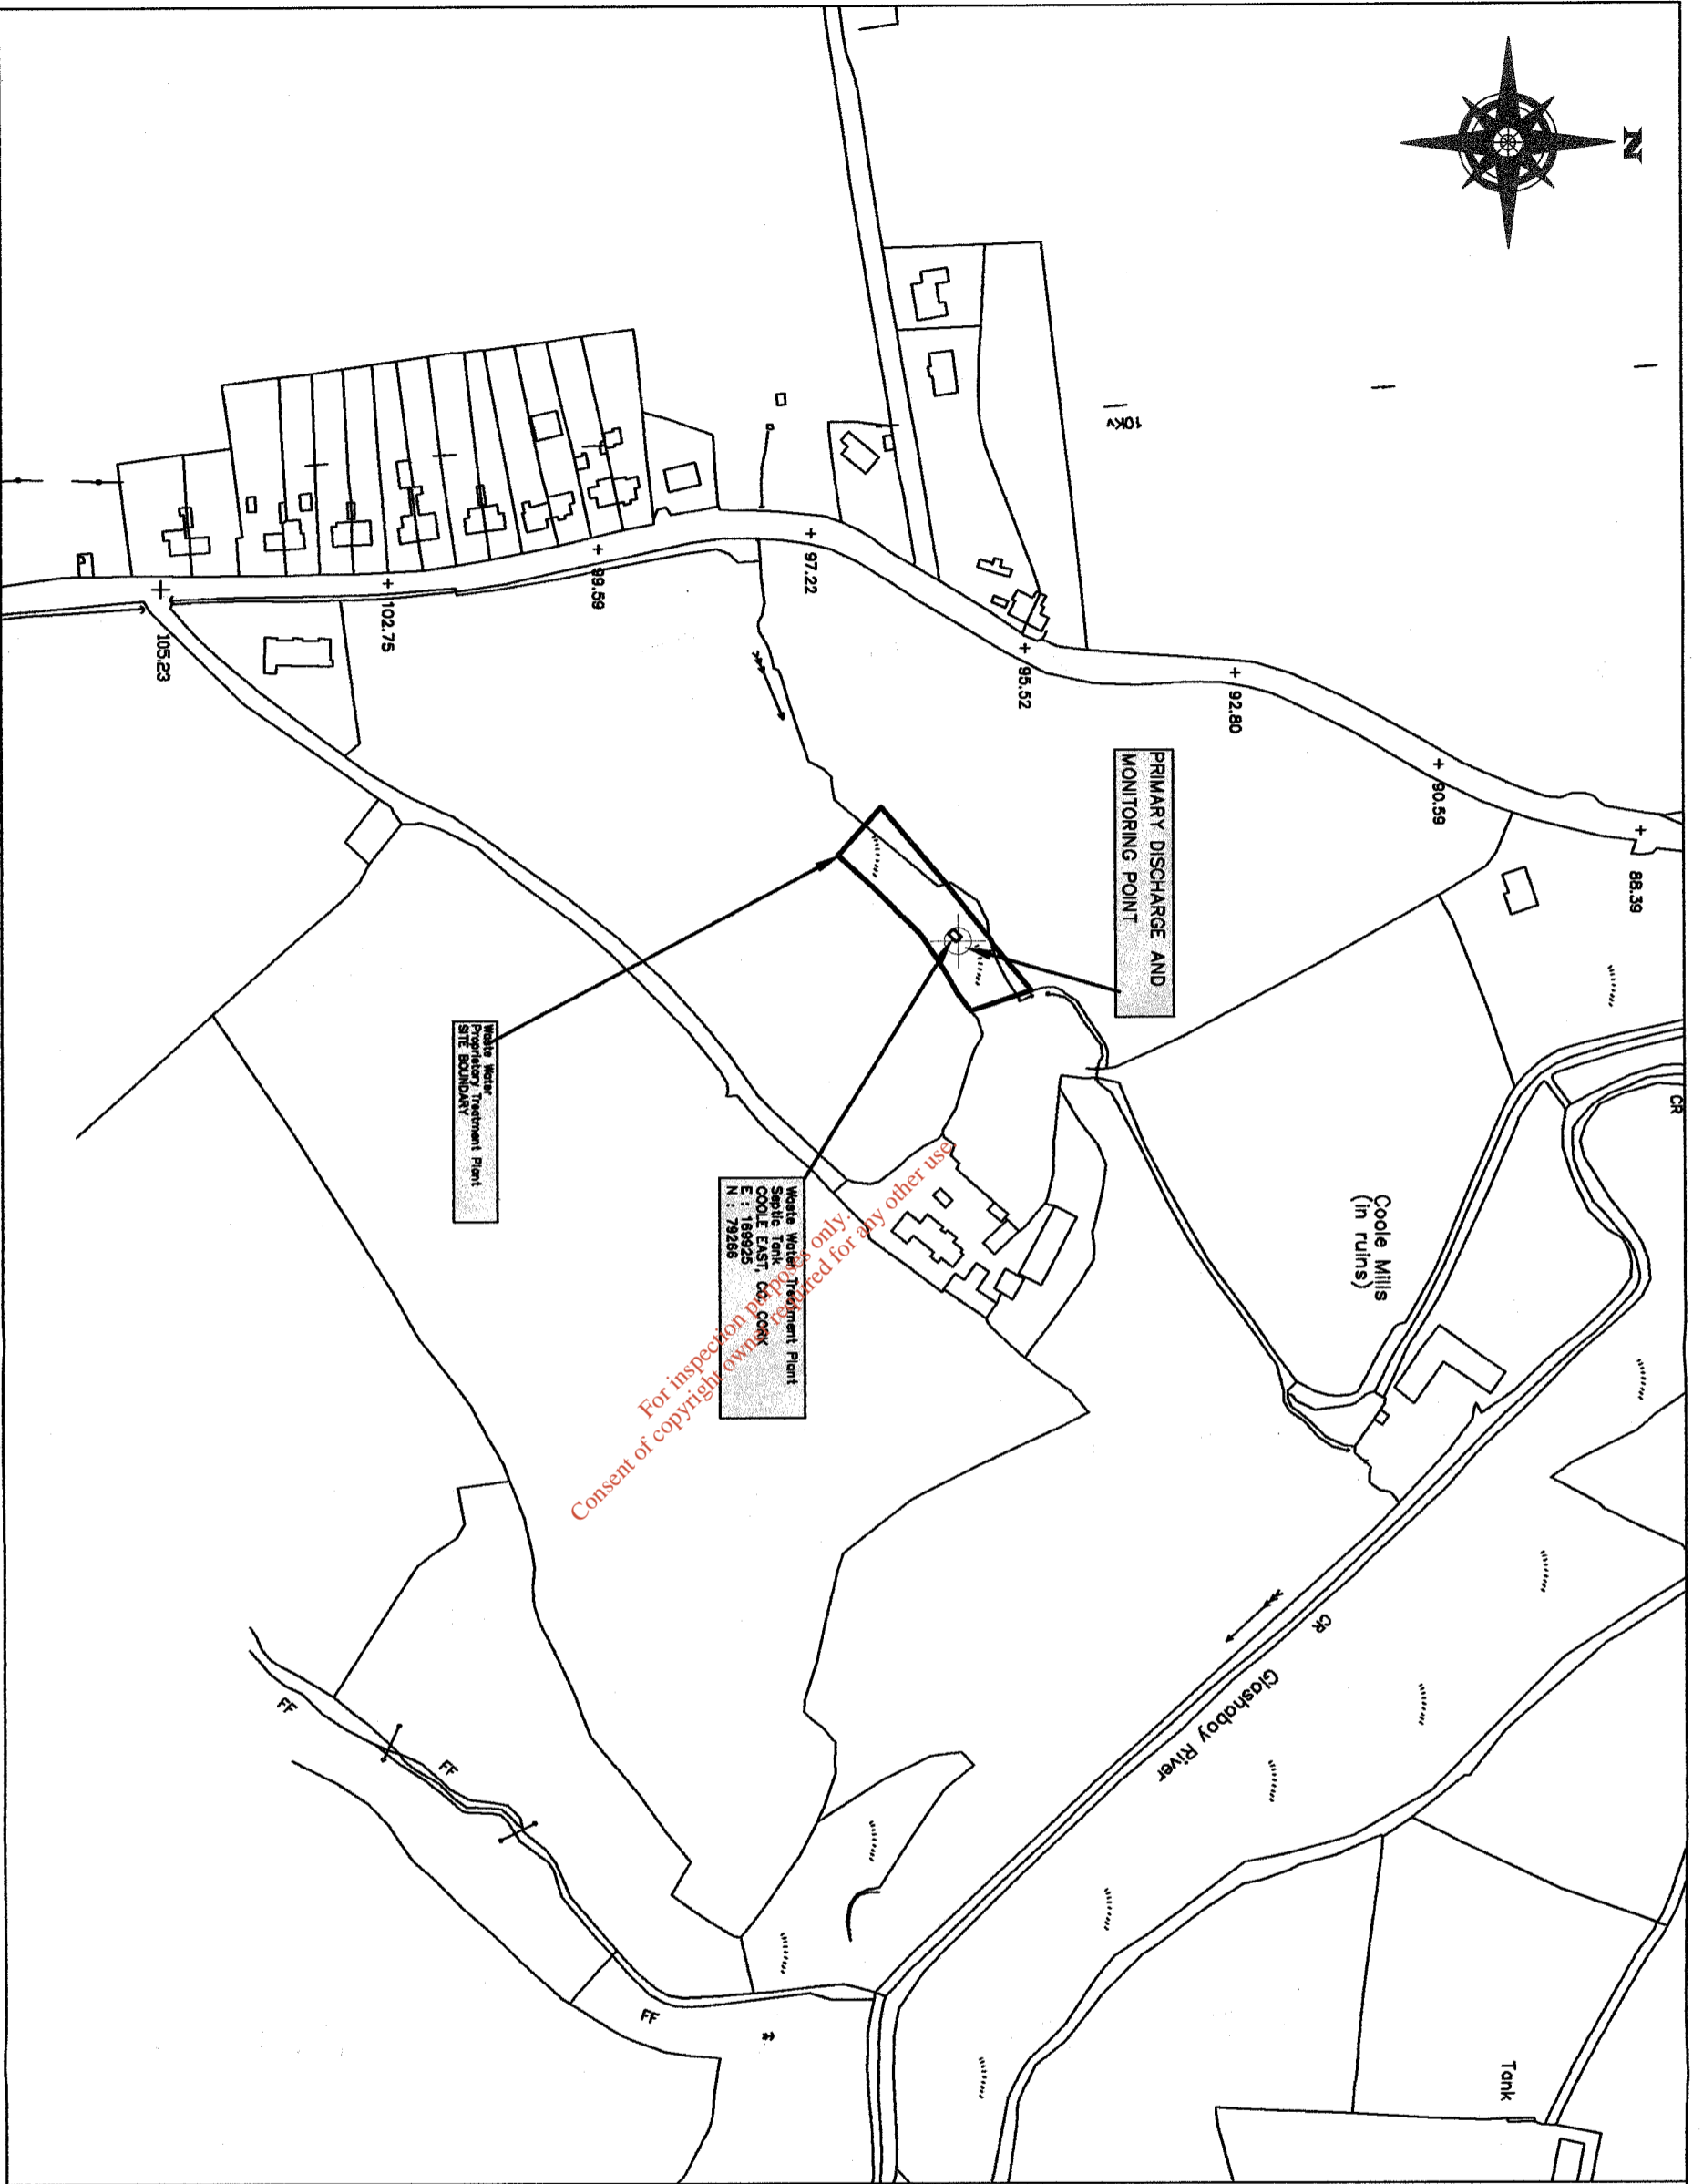 N
10Kv
88.39
90.59
92.80
95.52
97.22
99.59
102.75
105.23
PRIMARY DISCHARGE AND
MONITORING POINT
CR
Coole Mills
(in ruins)
Waste Water
Proprietary Treatment Plant
SITE BOUNDARY
Waste Water Treatment Plant
Septic Tank
COOLE EAST, CO. CORK
E : 169925
N : 79266
For inspection purposes only.
Consent of copyright owner required for any other use.
CR
Glashaboy River
FF
FF
FF
Tank